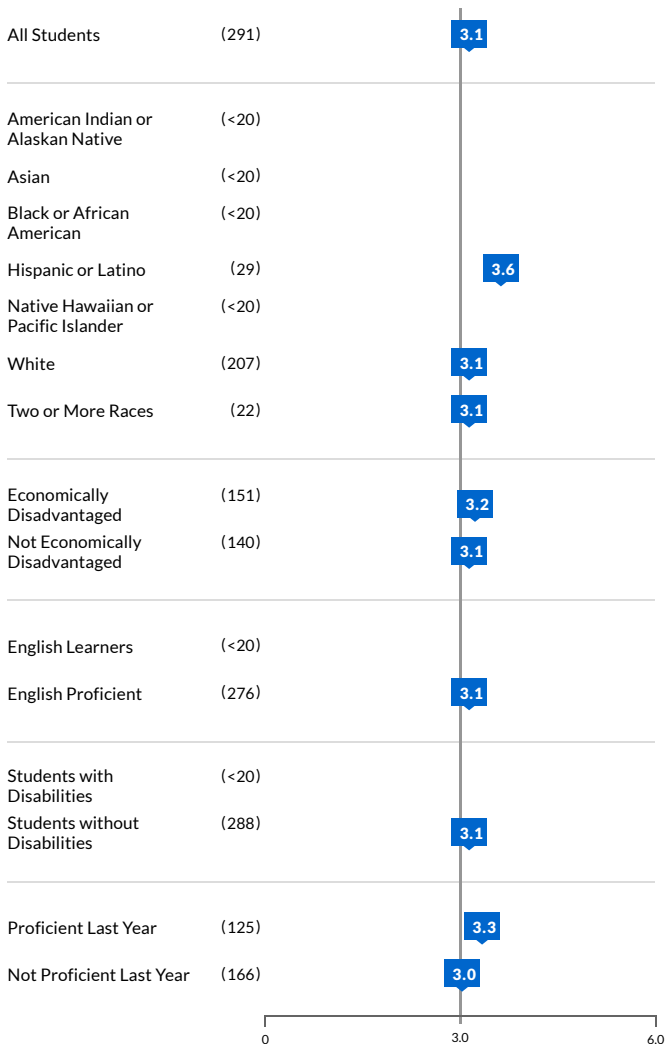 All Students (291) 3.1
American Indian or (<20)
Alaskan Native
Asian (<20)
Black or African (<20)
American
Hispanic or Latino (29) 3.6
Native Hawaiian or (<20)
Pacific Islander
White (207) 3.1
Two or More Races (22) 3.1
Economically (151) 3.2
Disadvantaged
Not Economically (140) 3.1
Disadvantaged
English Learners (<20)
English Proficient (276) 3.1
Students with (<20)
Disabilities
Students without (288) 3.1
Disabilities
Proficient Last Year (125) 3.3
Not Proficient Last Year (166) 3.0
0 3.0 6.0